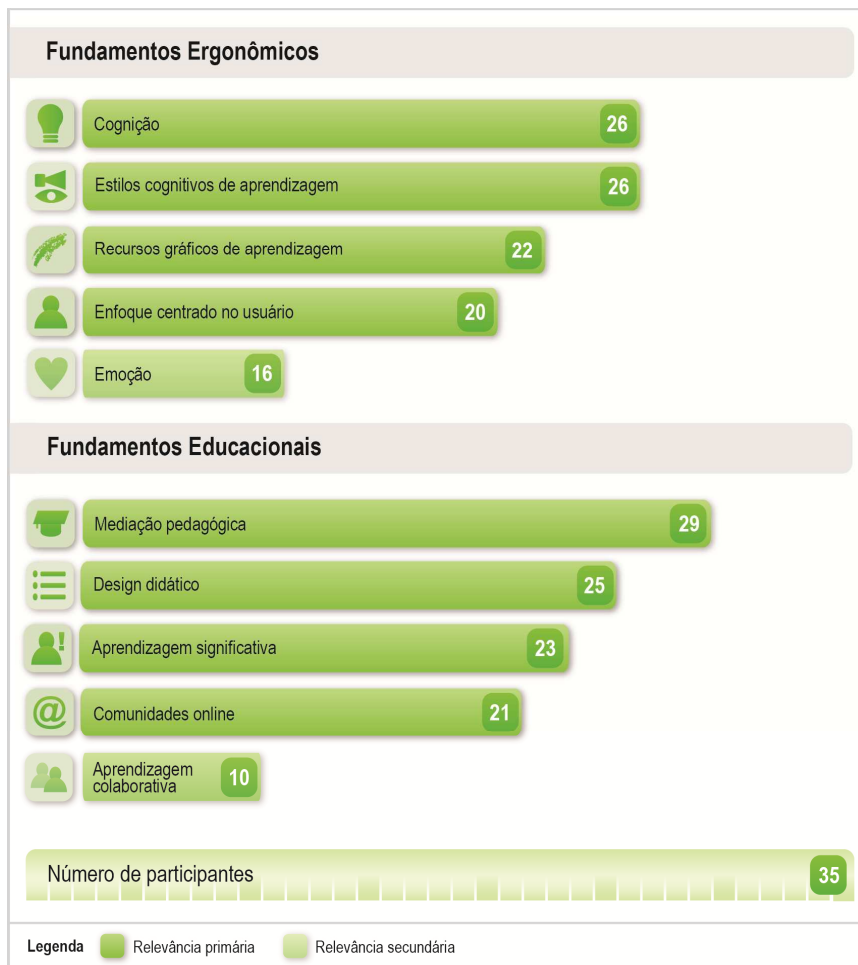 Fundamentos Ergonômicos
Cognição 26
Estilos cognitivos de aprendizagem 26
Recursos gráficos de aprendizagem 22
Enfoque centrado no usuário 20
Emoção 16
Fundamentos Educacionais
Mediação pedagógica 29
Design didático 25
Aprendizagem significativa 23
@ Comunidades online 21
Aprendizagem
colaborativa 10
Número de participantes 35
Legenda Relevância primária Relevância secundária